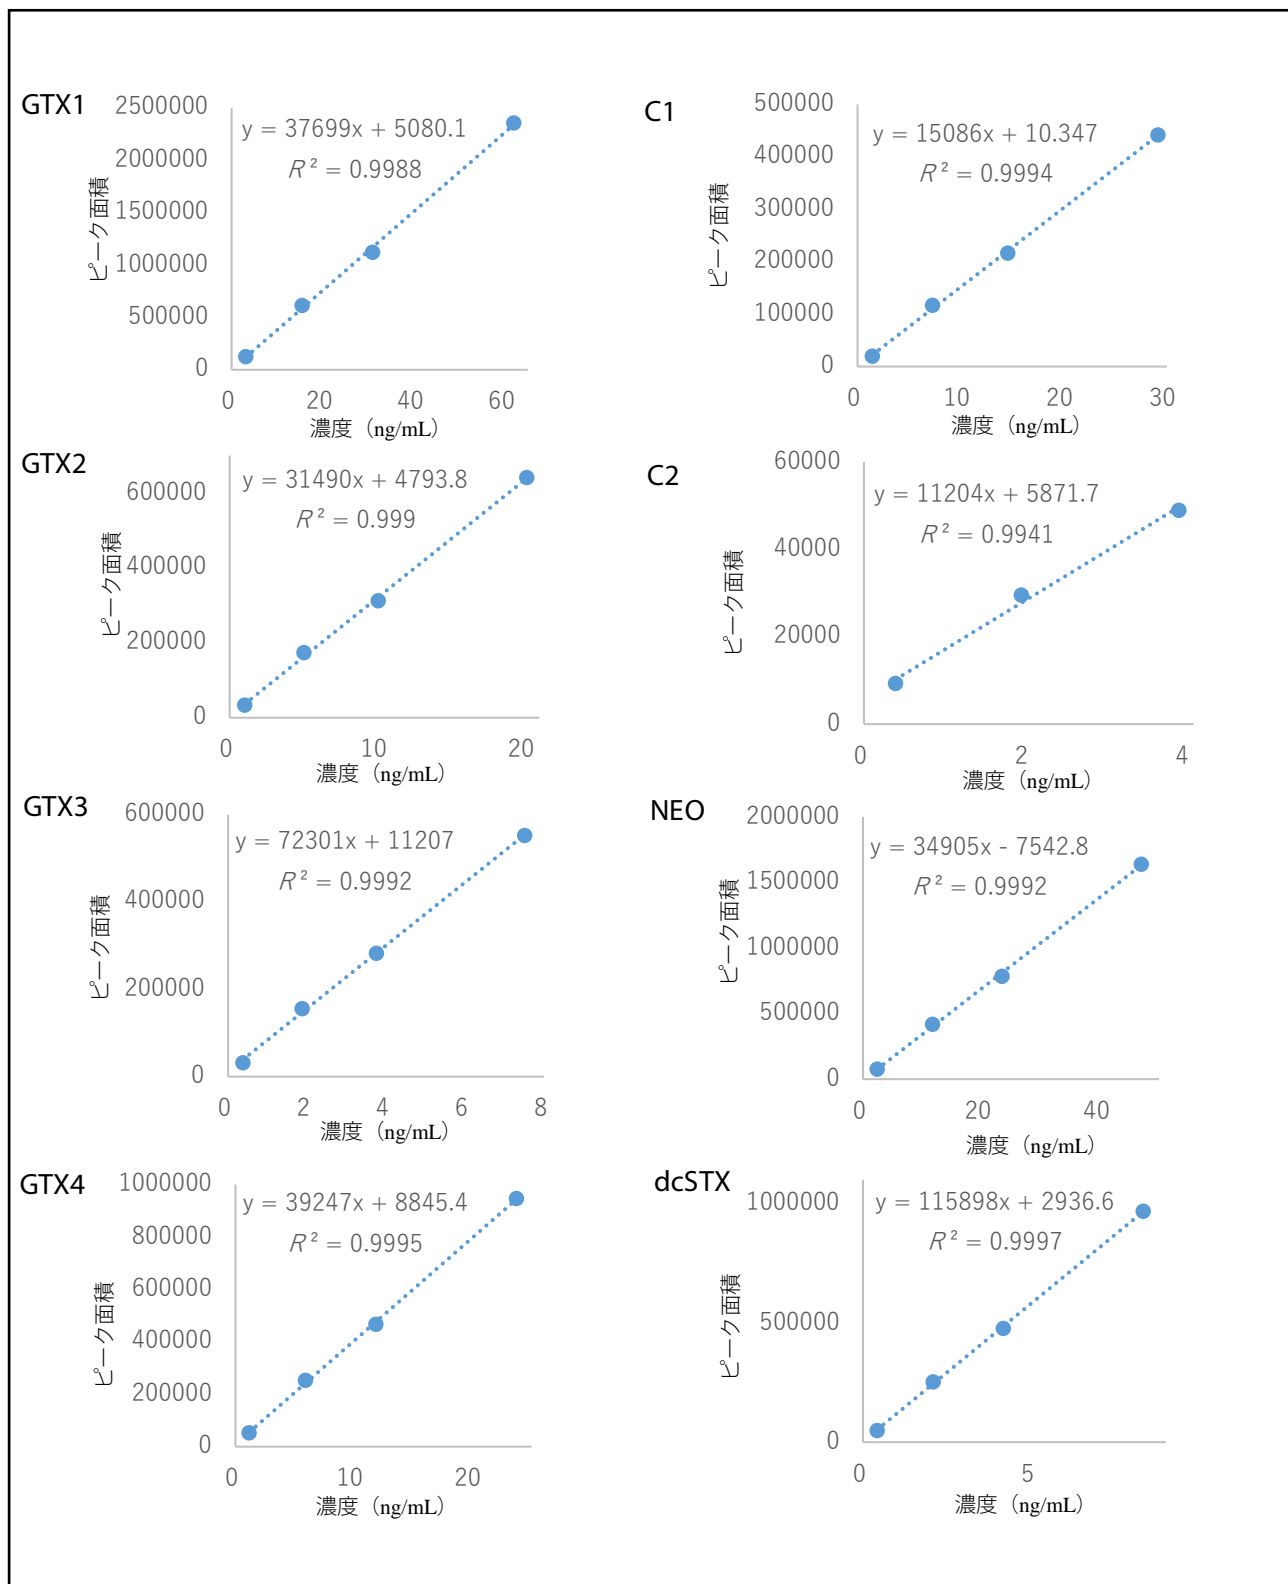 GTX1
2500000
2000000
1500000
1000000
500000
0
y = 37699x + 5080.1
R² = 0.9988
ピーク面積
0 20 40 60
濃度（ng/mL）
C1
500000
400000
300000
200000
100000
0
y = 15086x + 10.347
R² = 0.9994
ピーク面積
0 10 20 30
濃度（ng/mL）
GTX2
600000
400000
200000
0
y = 31490x + 4793.8
R² = 0.999
ピーク面積
0 10 20
濃度（ng/mL）
C2
60000
40000
20000
0
y = 11204x + 5871.7
R² = 0.9941
ピーク面積
0 2 4
濃度（ng/mL）
GTX3
600000
400000
200000
0
y = 72301x + 11207
R² = 0.9992
ピーク面積
0 2 4 6 8
濃度（ng/mL）
NEO
2000000
1500000
1000000
500000
0
y = 34905x - 7542.8
R² = 0.9992
ピーク面積
0 20 40
濃度（ng/mL）
GTX4
1000000
800000
600000
400000
200000
0
y = 39247x + 8845.4
R² = 0.9995
ピーク面積
0 10 20
濃度（ng/mL）
dcSTX
1000000
500000
0
y = 115898x + 2936.6
R² = 0.9997
ピーク面積
0 5
濃度（ng/mL）